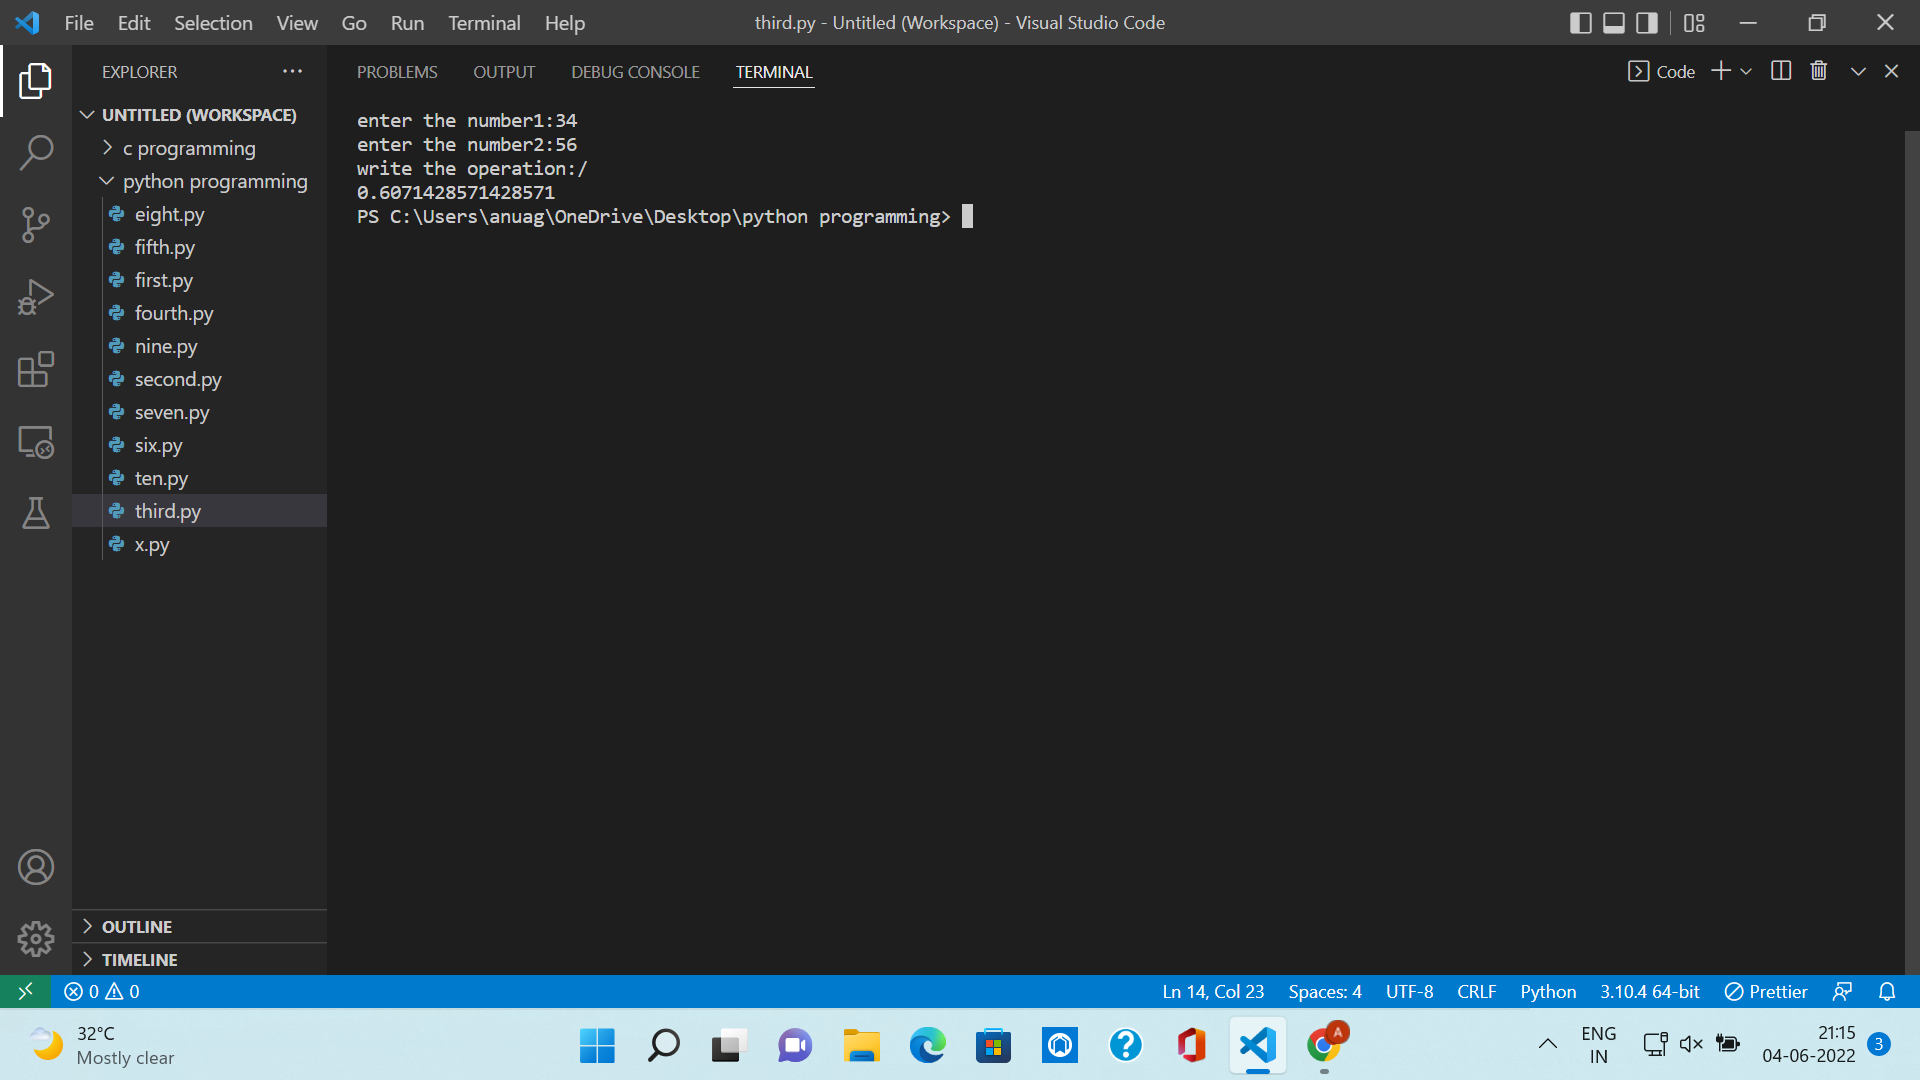 File Edit Selection View Go Run Terminal Help
third.py - Untitled (Workspace) - Visual Studio Code
EXPLORER
UNTITLED (WORKSPACE)
c programming
python programming
eight.py
fifth.py
first.py
fourth.py
nine.py
second.py
seven.py
six.py
ten.py
third.py
x.py
OUTLINE
TIMELINE
PROBLEMS OUTPUT DEBUG CONSOLE TERMINAL
Code
enter the number1:34
enter the number2:56
write the operation:/
0.6071428571428571
PS C:\Users\anuag\OneDrive\Desktop\python programming>
0 0
Ln 14, Col 23 Spaces: 4 UTF-8 CRLF Python 3.10.4 64-bit Prettier
32°C
Mostly clear
A
ENG
IN
21:15
04-06-2022
3